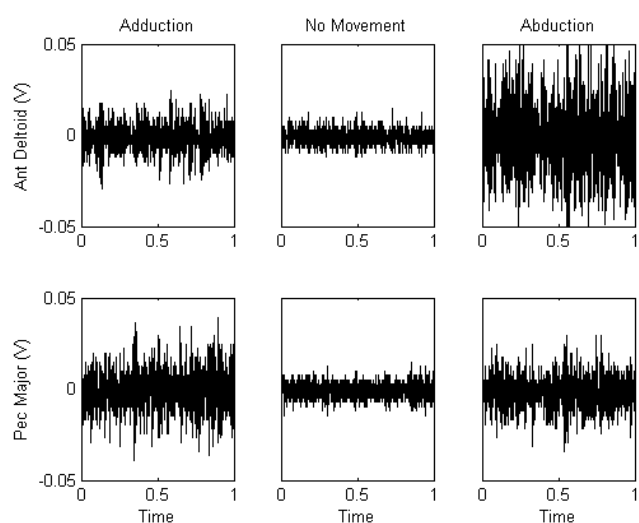 Adduction No Movement Abduction
Ant Deltoid (V)
0.05
0
-0.05
0 0.5 1 0 0.5 1 0 0.5 1
Pec Major (V)
0.05
0
-0.05
0 0.5 1 0 0.5 1 0 0.5 1
Time Time Time